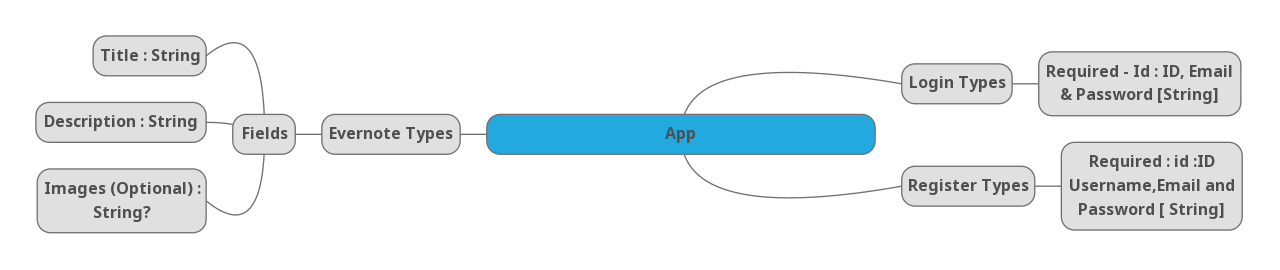 Title : String
Description : String
Images (Optional) :
String?
Fields
Evernote Types
App
Login Types
Required - Id : ID, Email
& Password [String]
Register Types
Required : id :ID
Username,Email and
Password [ String]